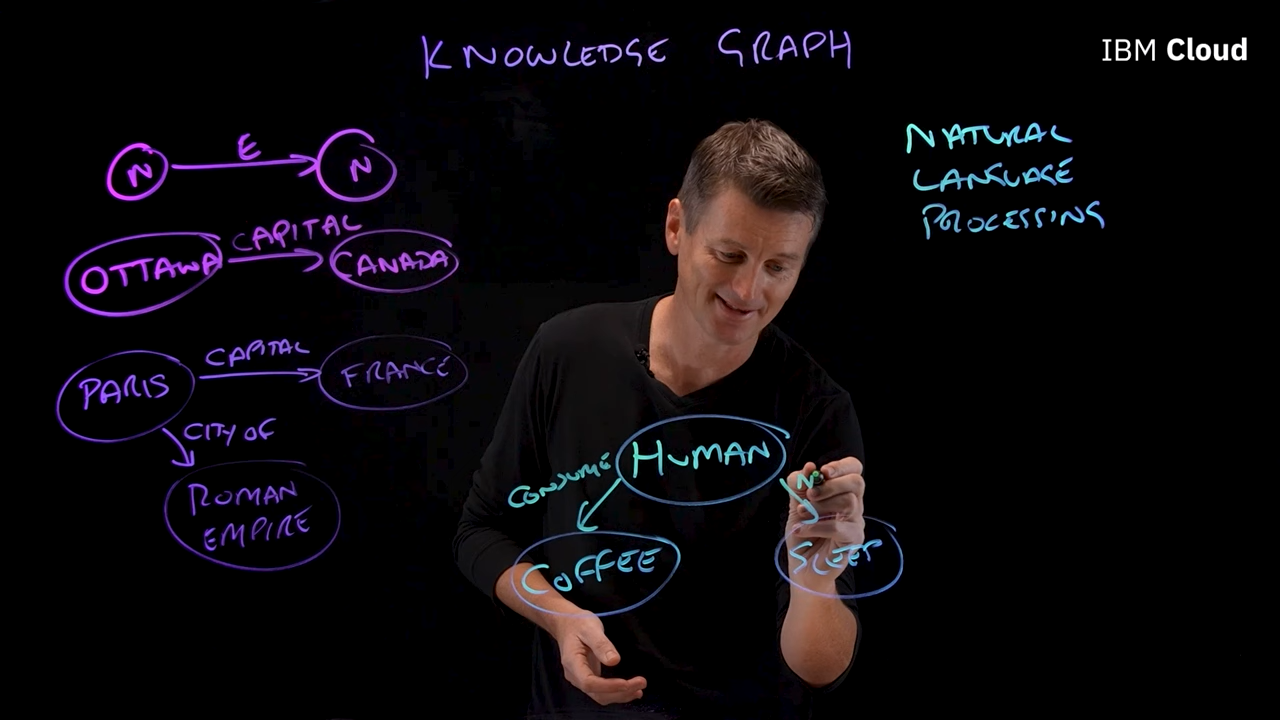 KNOWLEDGE GRAPH
IBM Cloud
N E N
OTTAWA CAPITAL CANADA
PARIS CAPITAL FRANCE
CITY OF
ROMAN
EMPIRE
NATURAL
LANGUAGE
PROCESSING
HUMAN
CONSUME
COFFEE
SLEEP